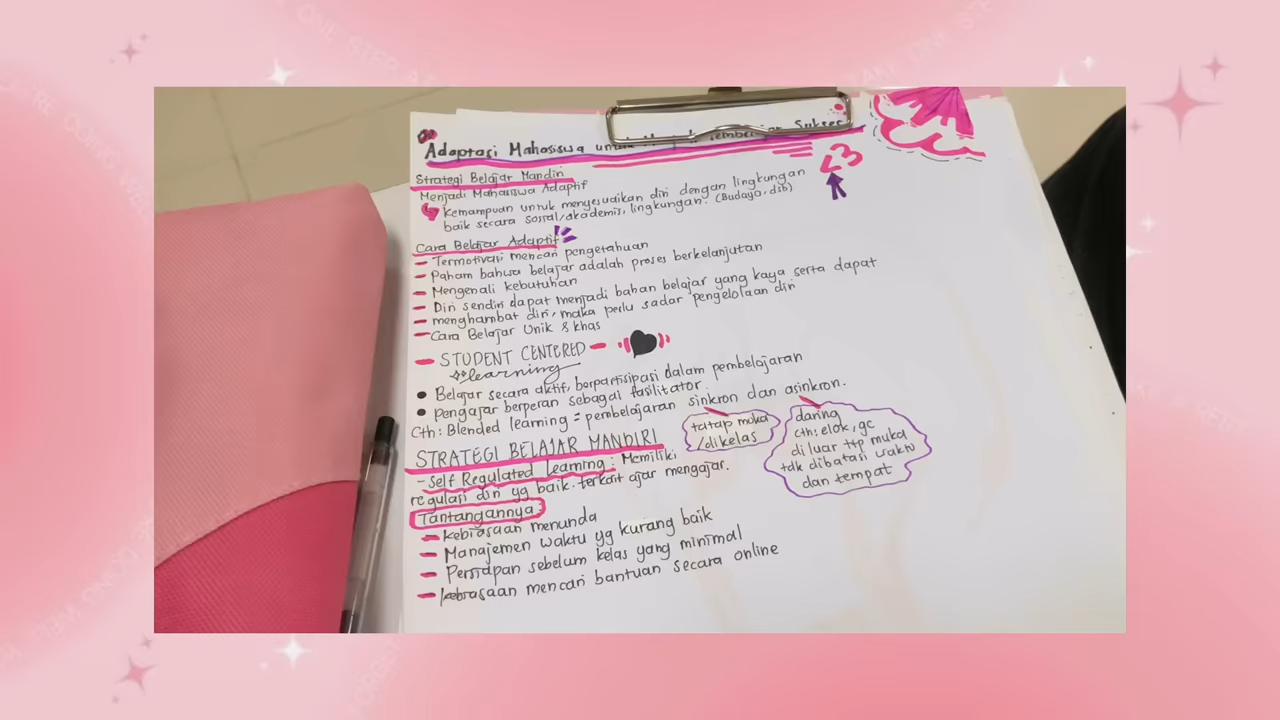 Adaptasi Mahasiswa Sukses
<3
Strategi Belajar Mandiri
Menjadi Mahasiswa Adaptif
Kemampuan untuk menyesuaikan diri dengan lingkungan
baik secara sosial/akademis, lingkungan. (Budaya, dsb)
Cara Belajar Adaptif
- Termotivasi mencari pengetahuan
- Paham bahwa belajar adalah proses berkelanjutan
- Mengenali kebutuhan
- Diri sendiri dapat menjadi bahan belajar yang kaya serta dapat
- menghambat diri, maka perlu sadar pengelolaan diri
- Cara Belajar Unik & khas
- STUDENT CENTERED -
learning
• Belajar secara aktif, berpartisipasi dalam pembelajaran
• Pengajar berperan sebagai fasilitator.
Cth: Blended learning = pembelajaran sinkron dan asinkron.
tatap muka
/dikelas
daring
cth: elok, gc
di luar ttp muka
tdk dibatasi waktu
dan tempat
STRATEGI BELAJAR MANDIRI
- Self Regulated Learning : Memiliki
regulasi diri yg baik. terkait ajar mengajar.
Tantangannya
- kebiasaan menunda
- Manajemen waktu yg kurang baik
- Persiapan sebelum kelas yang minimal
- kebiasaan mencari bantuan secara online